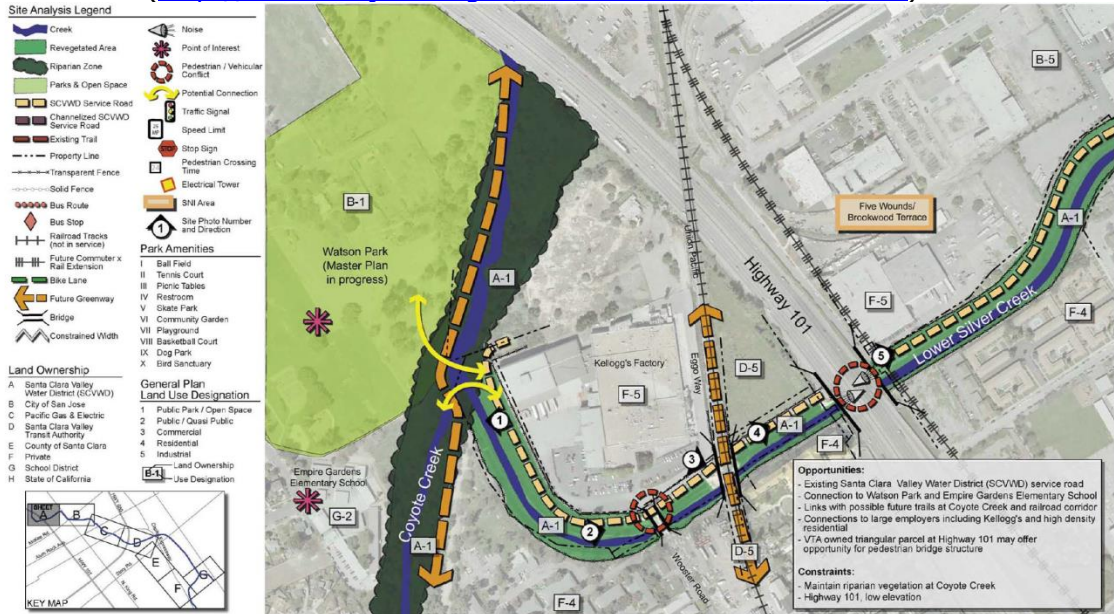 Site Analysis Legend
Creek
Revegetated Area
Riparian Zone
Parks & Open Space
SCVWD Service Road
Channelized SCVWD
Service Road
Existing Trail
Property Line
Transparent Fence
Solid Fence
Bus Route
Bus Stop
Railroad Tracks
(not in service)
Future Commuter x
Rail Extension
Bike Lane
Future Greenway
Bridge
Constrained Width
Noise
Point of Interest
Pedestrian / Vehicular
Conflict
Potential Connection
Traffic Signal
Speed Limit
STOP
Stop Sign
Pedestrian Crossing
Time
Electrical Tower
SNI Area
1
Site Photo Number
and Direction
Park Amenities
I Ball Field
II Tennis Court
III Picnic Tables
IV Restroom
V Skate Park
VI Community Garden
VII Playground
VIII Basketball Court
IX Dog Park
X Bird Sanctuary
Land Ownership
A Santa Clara Valley
Water District (SCVWD)
B City of San Jose
C Pacific Gas & Electric
D Santa Clara Valley
Transit Authority
E County of Santa Clara
F Private
G School District
H State of California
General Plan
Land Use Designation
1 Public Park / Open Space
2 Public / Quasi Public
3 Commercial
4 Residential
5 Industrial
B-1
Land Ownership
Use Designation
SHEET
A
B
C
D
E
F
G
KEY MAP
B-1
Watson Park
(Master Plan
in progress)
A-1
Empire Gardens
Elementary School
G-2
Coyote Creek
A-1
1
Kellogg's Factory
F-5
A-1
2
F-4
Wooster Road
3
Eggo Way
Union Pacific
D-5
4
A-1
D-5
F-4
Highway 101
5
F-5
Five Wounds/
Brookwood Terrace
B-5
Lower Silver Creek
A-1
F-4
Opportunities:
- Existing Santa Clara Valley Water District (SCVWD) service road
- Connection to Watson Park and Empire Gardens Elementary School
- Links with possible future trails at Coyote Creek and railroad corridor
- Connections to large employers including Kellogg's and high density
residential
- VTA owned triangular parcel at Highway 101 may offer
opportunity for pedestrian bridge structure
Constraints:
- Maintain riparian vegetation at Coyote Creek
- Highway 101, low elevation